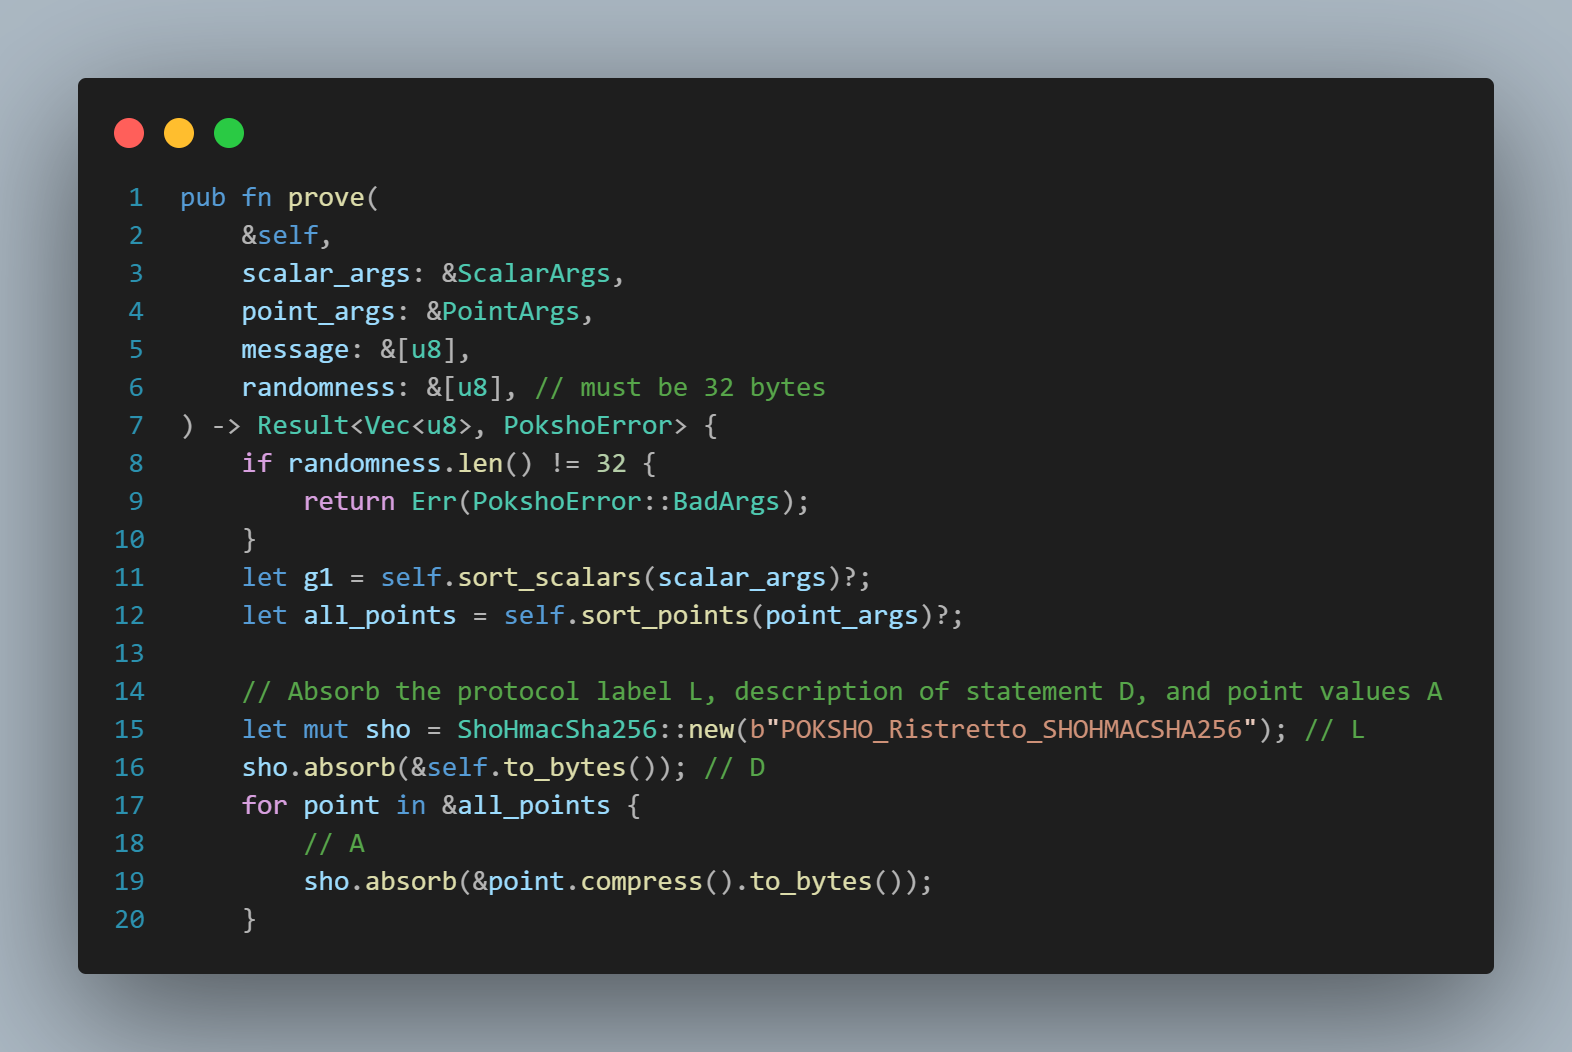 1 pub fn prove(
2     &self,
3     scalar_args: &ScalarArgs,
4     point_args: &PointArgs,
5     message: &[u8],
6     randomness: &[u8], // must be 32 bytes
7 ) -> Result<Vec<u8>, PokshoError> {
8     if randomness.len() != 32 {
9         return Err(PokshoError::BadArgs);
10     }
11     let g1 = self.sort_scalars(scalar_args)?;
12     let all_points = self.sort_points(point_args)?;
13
14     // Absorb the protocol label L, description of statement D, and point values A
15     let mut sho = ShoHmacSha256::new(b"POKSHO_Ristretto_SHOHMACSHA256"); // L
16     sho.absorb(&self.to_bytes()); // D
17     for point in &all_points {
18         // A
19         sho.absorb(&point.compress().to_bytes());
20     }